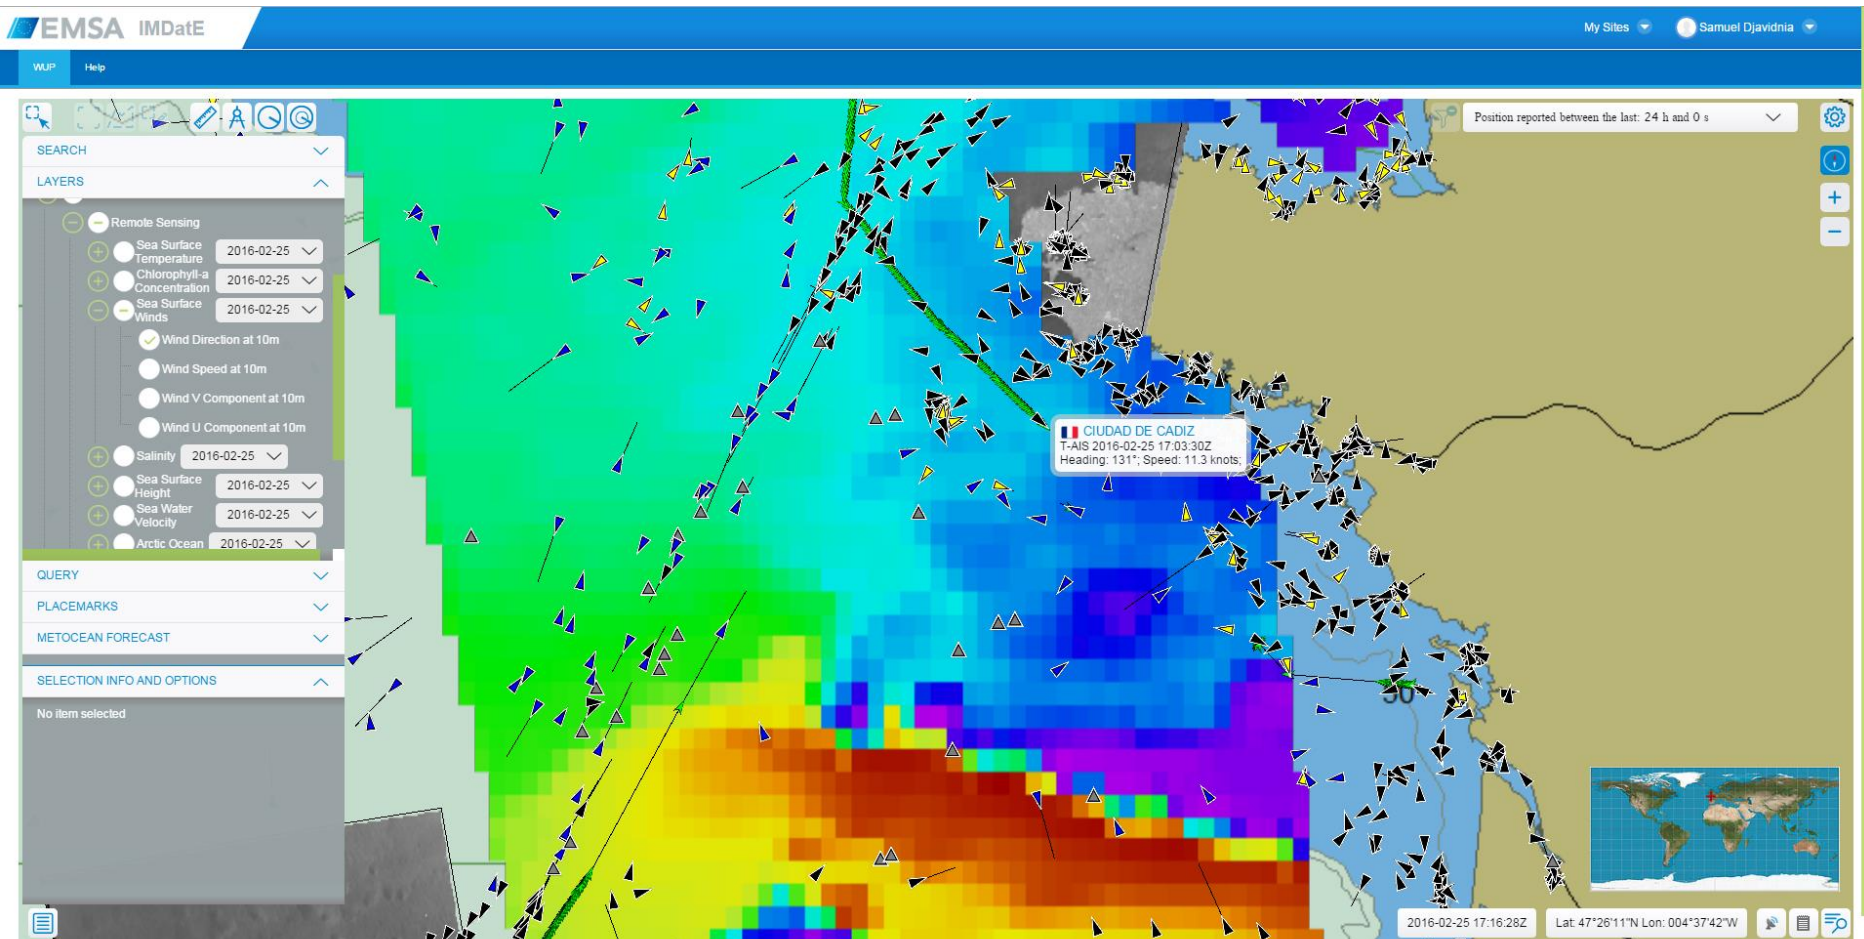 EMSA IMDatE
My Sites
Samuel Djavidnia
WUP
Help
Position reported between the last: 24 h and 0 s
SEARCH
LAYERS
Remote Sensing
Sea Surface
Temperature
2016-02-25
Chlorophyll-a
Concentration
2016-02-25
Sea Surface
Winds
2016-02-25
Wind Direction at 10m
Wind Speed at 10m
Wind V Component at 10m
Wind U Component at 10m
Salinity
2016-02-25
Sea Surface
Height
2016-02-25
Sea Water
Velocity
2016-02-25
Arctic Ocean
2016-02-25
QUERY
PLACEMARKS
METOCEAN FORECAST
SELECTION INFO AND OPTIONS
No item selected
CIUDAD DE CADIZ
T-AIS 2016-02-25 17:03:30Z
Heading: 131°; Speed: 11.3 knots;
50
2016-02-25 17:16:28Z
Lat: 47°26'11"N Lon: 004°37'42"W